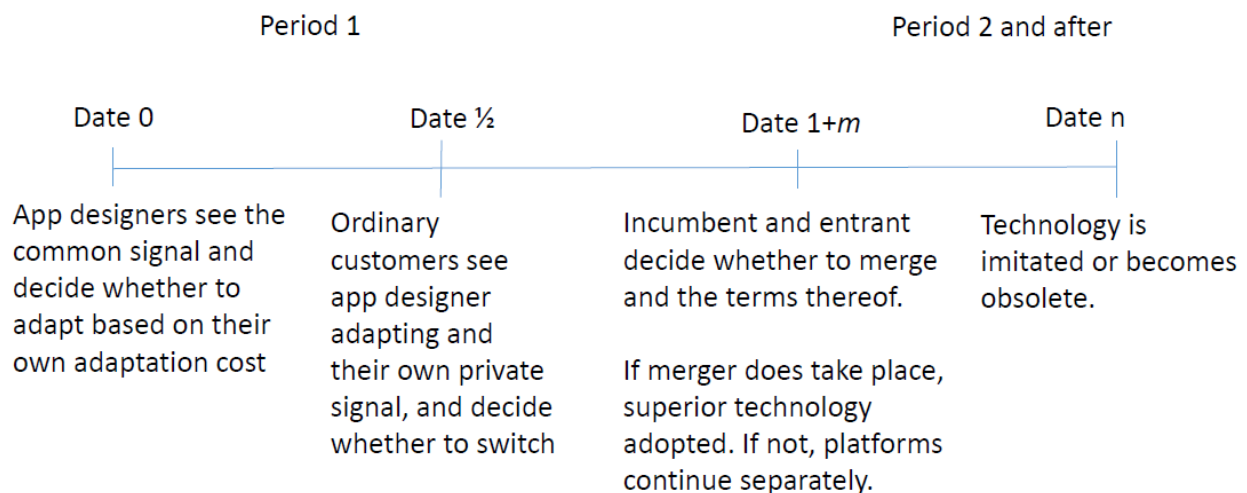 Period 1
Period 2 and after
Date 0
Date ½
Date 1+m
Date n
App designers see the
common signal and
decide whether to
adapt based on their
own adaptation cost
Ordinary
customers see
app designer
adapting and
their own private
signal, and decide
whether to switch
Incumbent and entrant
decide whether to merge
and the terms thereof.
If merger does take place,
superior technology
adopted. If not, platforms
continue separately.
Technology is
imitated or becomes
obsolete.